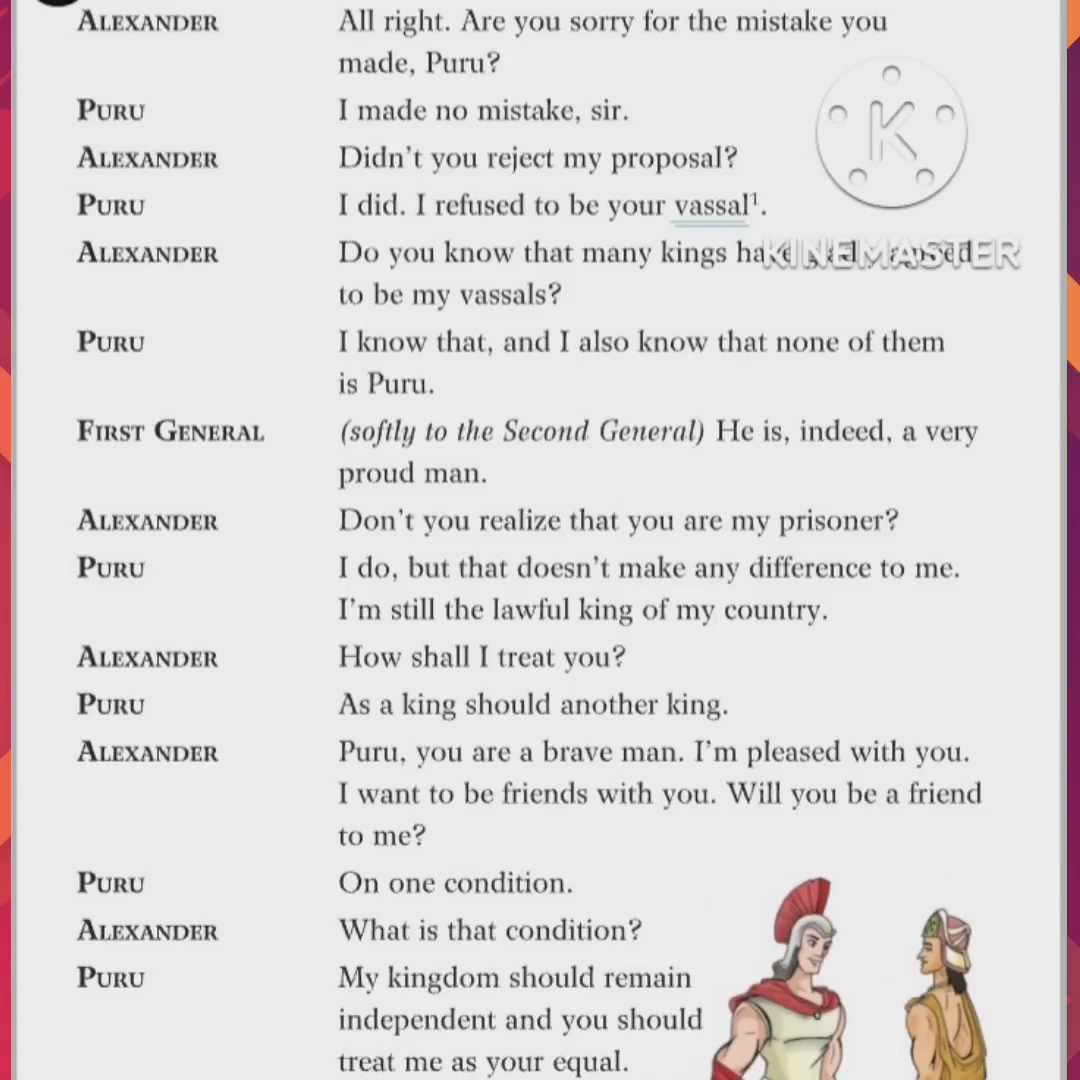 ALEXANDER All right. Are you sorry for the mistake you
made, Puru?
PURU I made no mistake, sir.
ALEXANDER Didn't you reject my proposal?
PURU I did. I refused to be your vassal¹.
ALEXANDER Do you know that many kings have
KINEMASTER
K
to be my vassals?
PURU I know that, and I also know that none of them
is Puru.
FIRST GENERAL (softly to the Second General) He is, indeed, a very
proud man.
ALEXANDER Don't you realize that you are my prisoner?
PURU I do, but that doesn't make any difference to me.
I'm still the lawful king of my country.
ALEXANDER How shall I treat you?
PURU As a king should another king.
ALEXANDER Puru, you are a brave man. I'm pleased with you.
I want to be friends with you. Will you be a friend
to me?
PURU On one condition.
ALEXANDER What is that condition?
PURU My kingdom should remain
independent and you should
treat me as your equal.